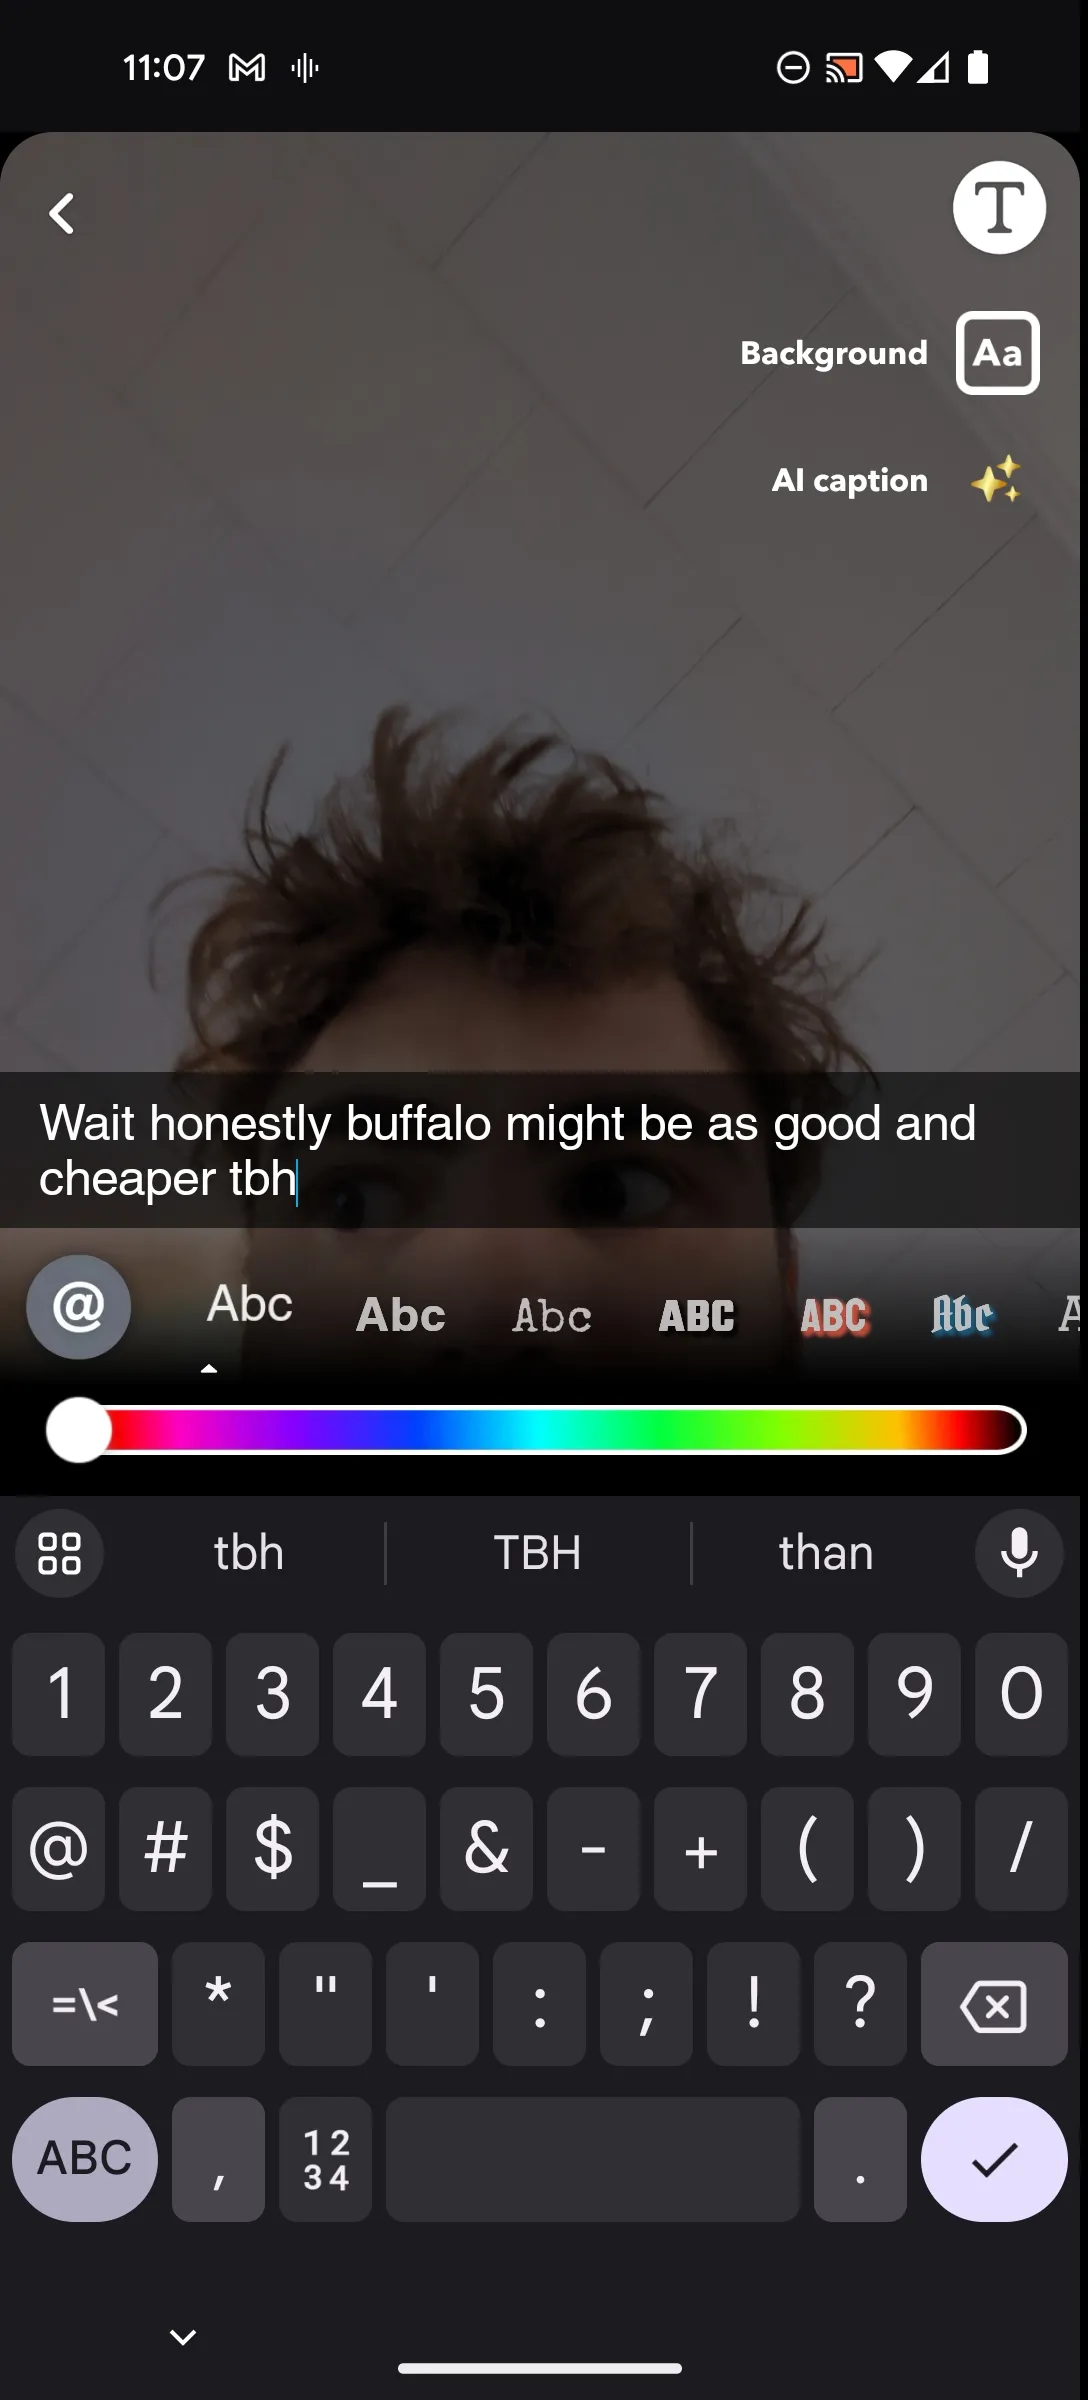 11:07
T
Background Aa
AI caption
Wait honestly buffalo might be as good and
cheaper tbh
@ Abc Abc Abc ABC ABC Abc A
tbh TBH than
1 2 3 4 5 6 7 8 9 0
@ # $ _ & - + ( ) /
=\< * " ' : ; ! ?
ABC , 12 .
34